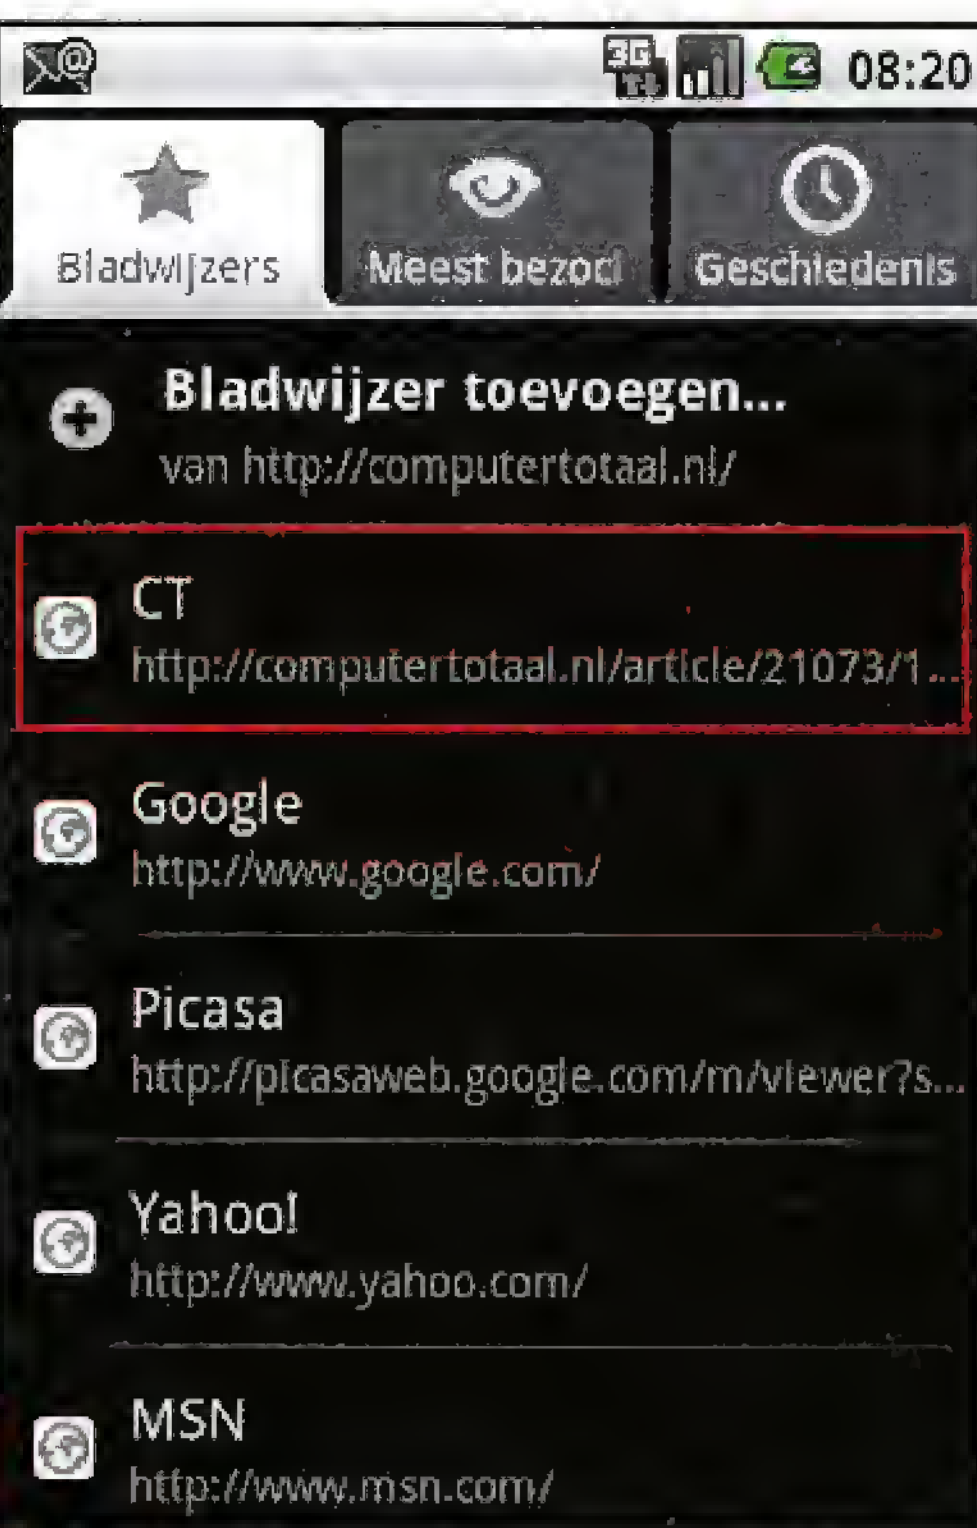 3G
08:20
Bladwijzers
Meest bezoch
Geschiedenis
Bladwijzer toevoegen...
van http://computertotaal.nl/
CT
http://computertotaal.nl/article/21073/1...
Google
http://www.google.com/
Picasa
http://picasaweb.google.com/m/viewer?s...
Yahoo!
http://www.yahoo.com/
MSN
http://www.msn.com/